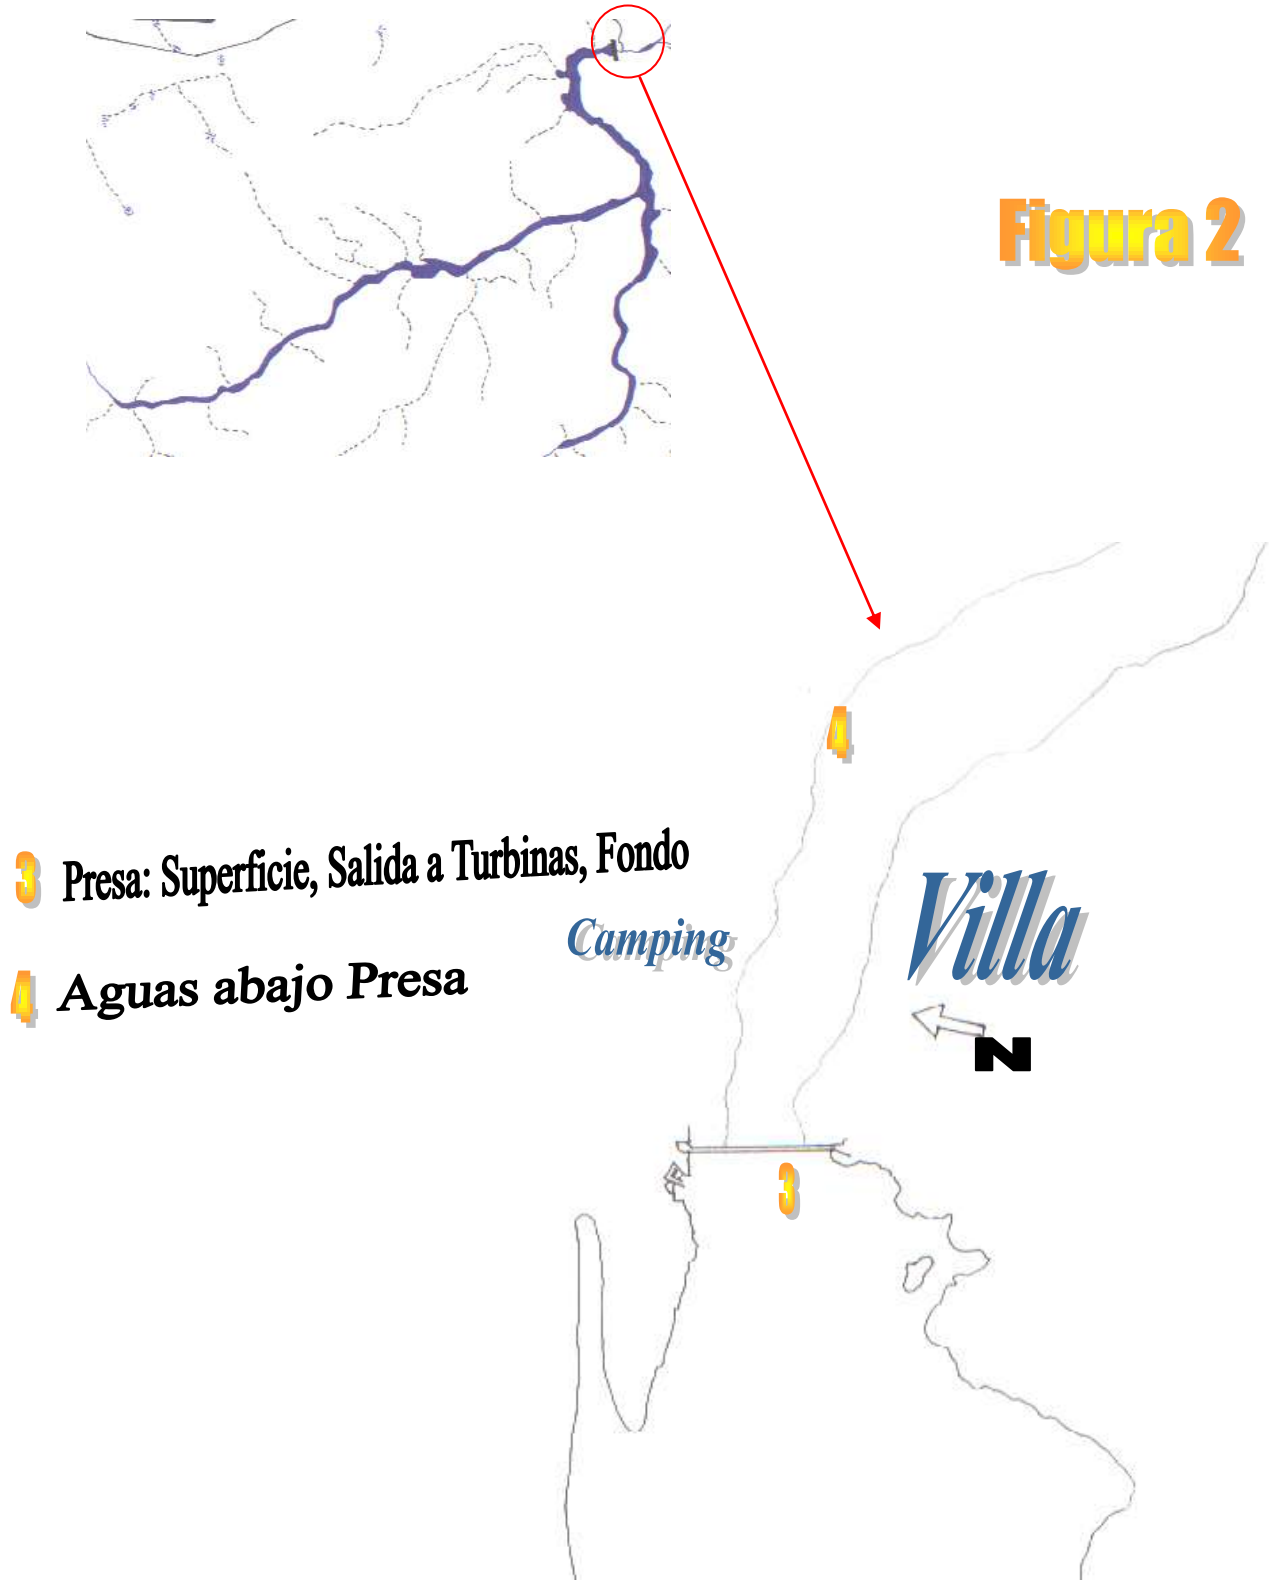 Figura 2
4
3 Presa: Superficie, Salida a Turbinas, Fondo
Camping
Villa
4 Aguas abajo Presa
N
3